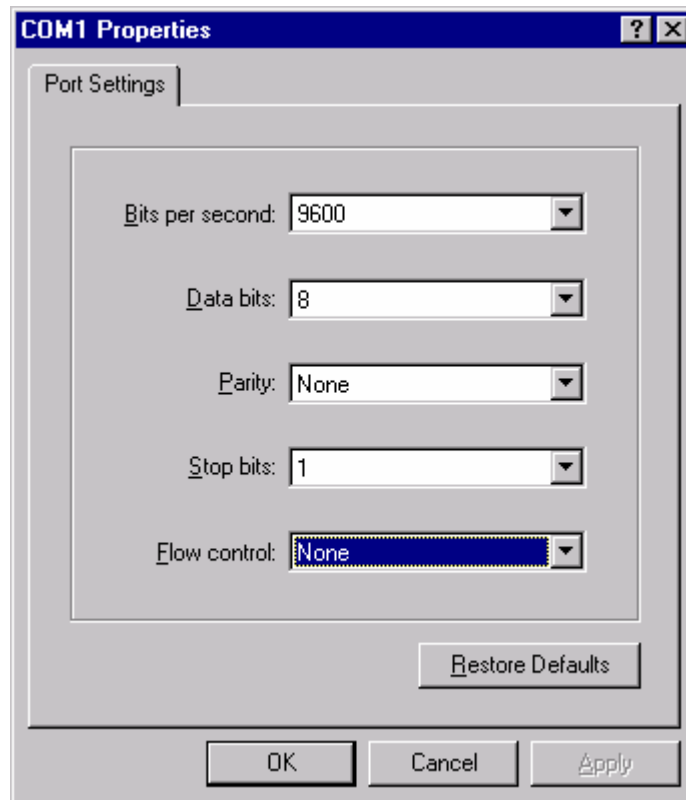 COM1 Properties
Port Settings
Bits per second: 9600
Data bits: 8
Parity: None
Stop bits: 1
Flow control: None
Restore Defaults
OK Cancel Apply